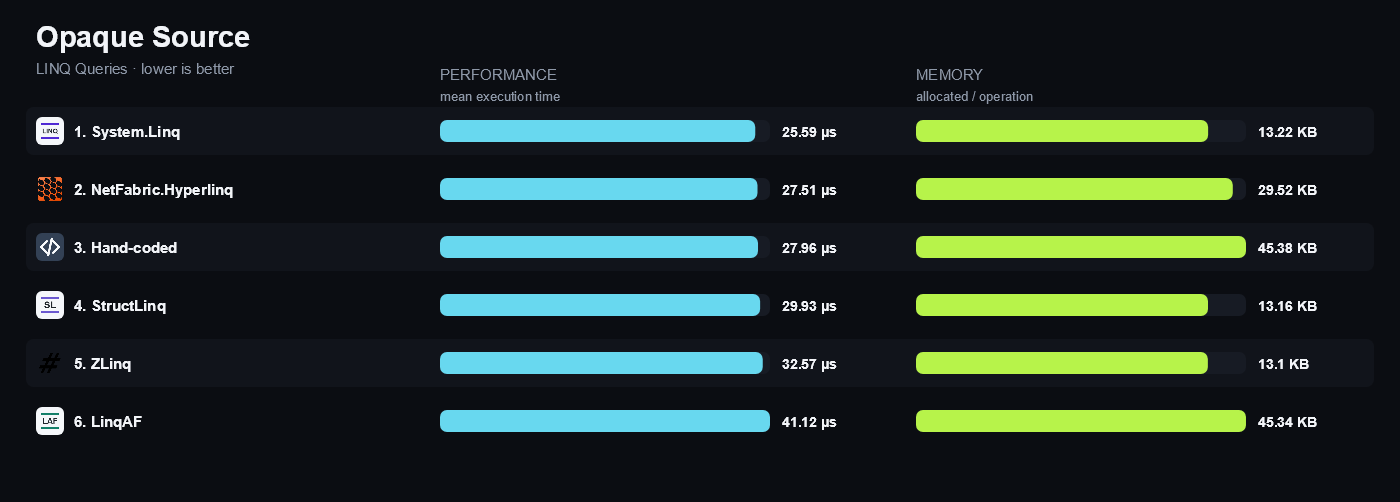 Opaque Source
LINQ Queries · lower is better
PERFORMANCE
mean execution time
MEMORY
allocated / operation
LINQ
1. System.Linq
25.59 µs
13.22 KB
2. NetFabric.Hyperlinq
27.51 µs
29.52 KB
3. Hand-coded
27.96 µs
45.38 KB
SL
4. StructLinq
29.93 µs
13.16 KB
#
5. ZLinq
32.57 µs
13.1 KB
LAF
6. LinqAF
41.12 µs
45.34 KB